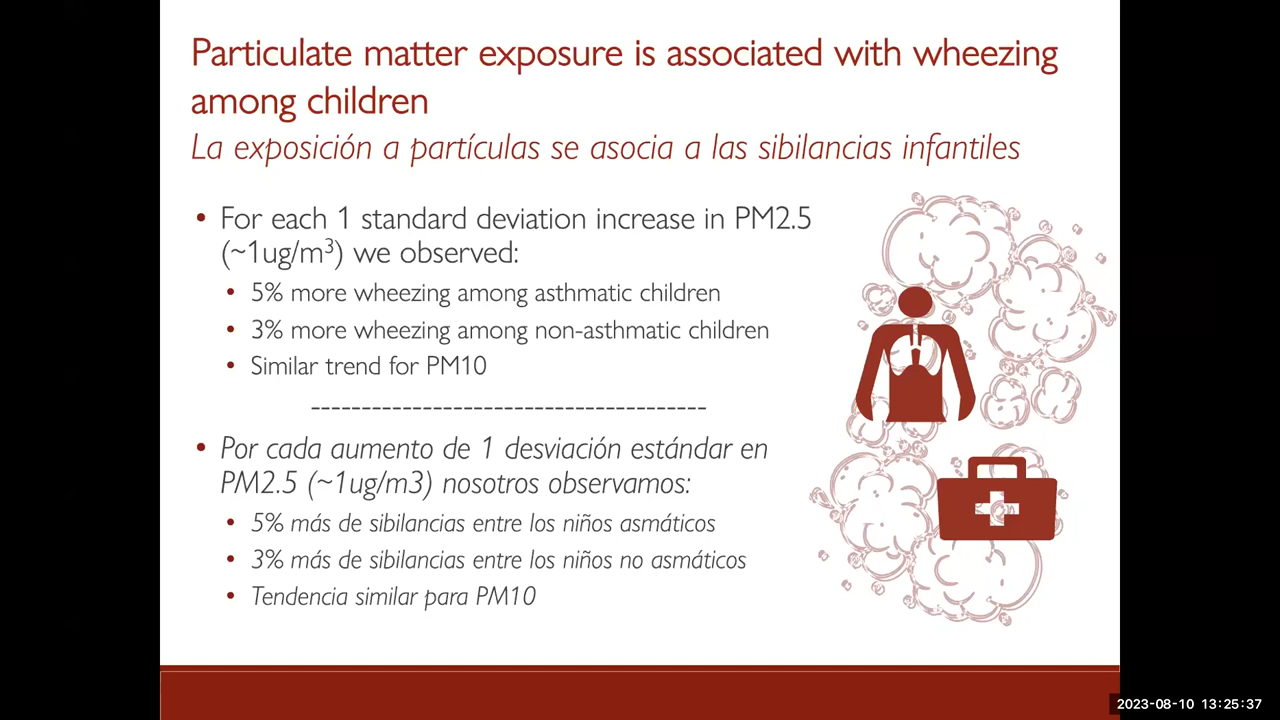 Particulate matter exposure is associated with wheezing
among children
La exposición a partículas se asocia a las sibilancias infantiles
• For each 1 standard deviation increase in PM2.5
(~1ug/m³) we observed:
• 5% more wheezing among asthmatic children
• 3% more wheezing among non-asthmatic children
• Similar trend for PM10
---------------------------------------
• Por cada aumento de 1 desviación estándar en
PM2.5 (~1ug/m3) nosotros observamos:
• 5% más de sibilancias entre los niños asmáticos
• 3% más de sibilancias entre los niños no asmáticos
• Tendencia similar para PM10
2023-08-10 13:25:37